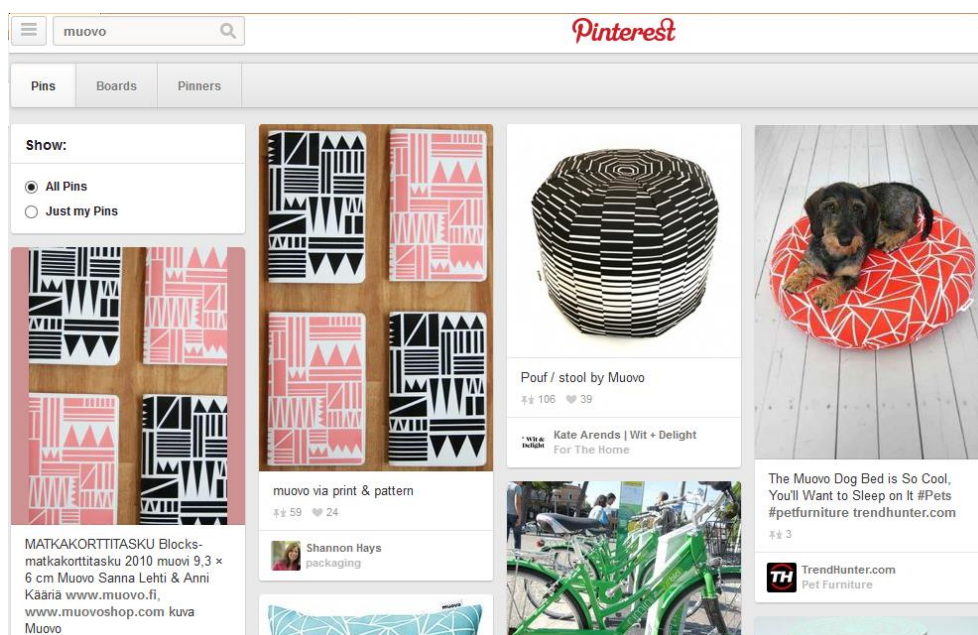 muovo
Pinterest
Pins
Boards
Pinners
Show:
All Pins
Just my Pins
MATKAKORTTITASKU Blocks-
matkakorttitasku 2010 muovi 9,3 ×
6 cm Muovo Sanna Lehti & Anni
Kääriä www.muovo.fi,
www.muovoshop.com kuva
Muovo
muovo via print & pattern
59 24
Shannon Hays
packaging
muovo
Pouf / stool by Muovo
106 39
Wit &
Delight
Kate Arends | Wit + Delight
For The Home
The Muovo Dog Bed is So Cool,
You'll Want to Sleep on It #Pets
#petfurniture trendhunter.com
3
TH
TrendHunter.com
Pet Furniture